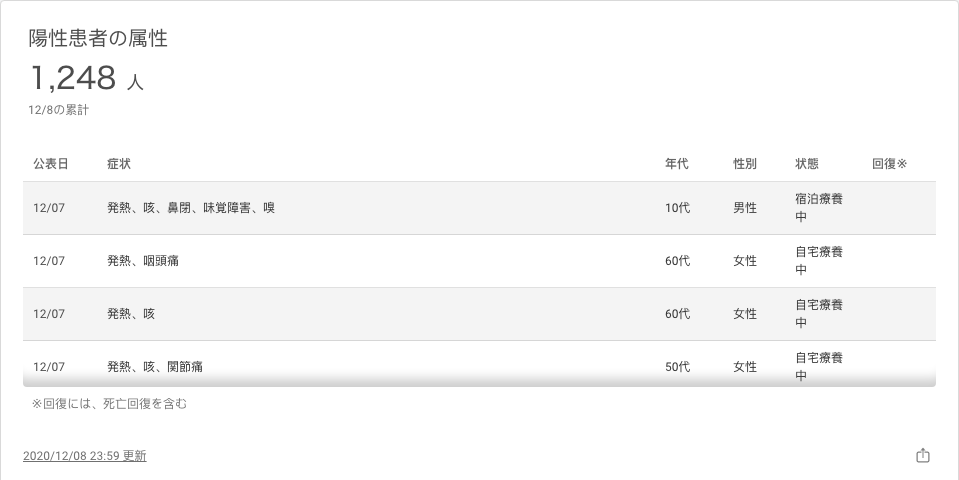 陽性患者の属性
1,248 人
12/8の累計
公表日 症状 年代 性別 状態 回復※
12/07 発熱、咳、鼻閉、味覚障害、嗅 10代 男性 宿泊療養
中
12/07 発熱、咽頭痛 60代 女性 自宅療養
中
12/07 発熱、咳 60代 女性 自宅療養
中
12/07 発熱、咳、関節痛 50代 女性 自宅療養
中
※回復には、死亡回復を含む
2020/12/08 23:59 更新